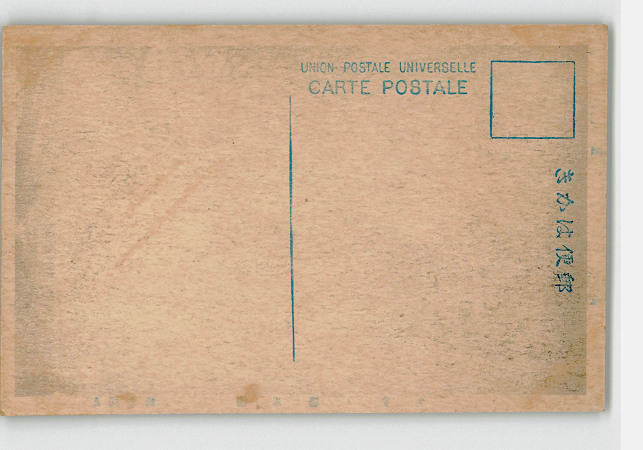 UNION POSTALE UNIVERSELLE
CARTE POSTALE
きかは便郵